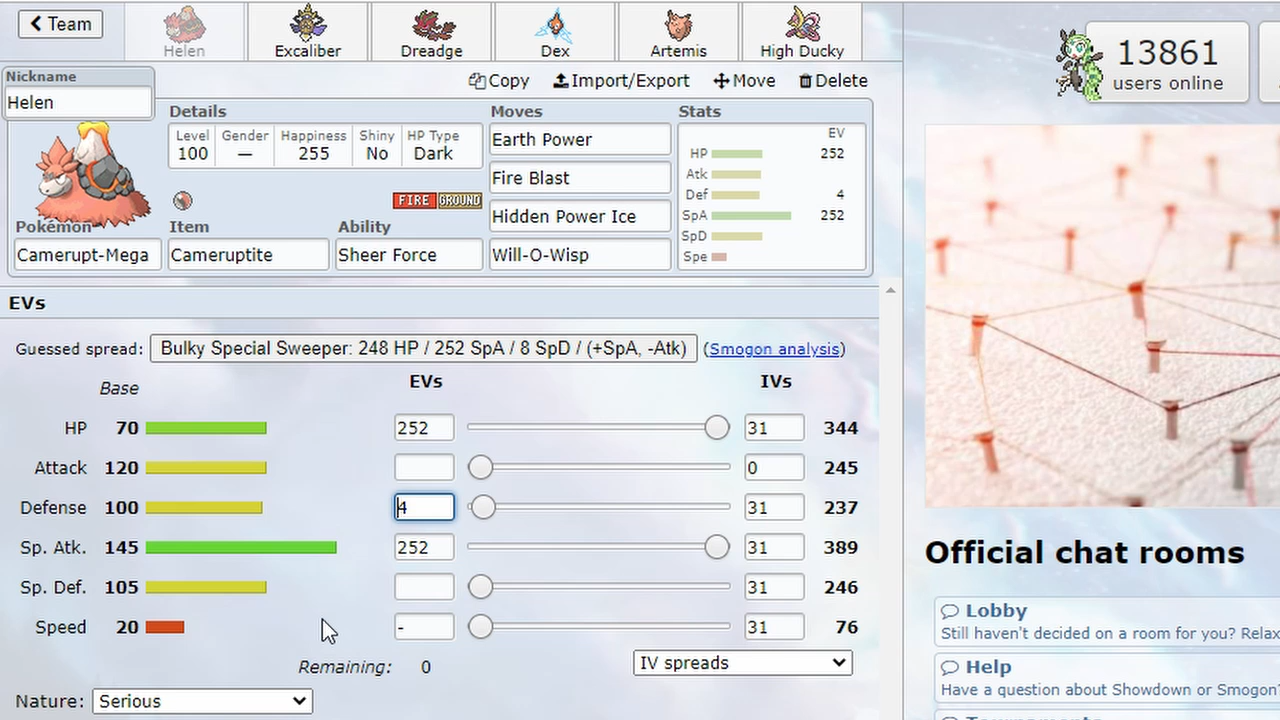 Team
Helen
Excaliber
Dreadge
Dex
Artemis
High Ducky
Copy
Import/Export
Move
Delete
Nickname
Helen
Details
Level
100
Gender
—
Happiness
255
Shiny
No
HP Type
Dark
FIRE GROUND
Pokémon
Camerupt-Mega
Item
Cameruptite
Ability
Sheer Force
Moves
Earth Power
Fire Blast
Hidden Power Ice
Will-O-Wisp
Stats
EV
HP 252
Atk
Def 4
SpA 252
SpD
Spe
EVs
Guessed spread: Bulky Special Sweeper: 248 HP / 252 SpA / 8 SpD / (+SpA, -Atk) (Smogon analysis)
Base EVs IVs
HP 70 252 31 344
Attack 120 0 245
Defense 100 4 31 237
Sp. Atk. 145 252 31 389
Sp. Def. 105 31 246
Speed 20 - 31 76
Remaining: 0
IV spreads
Nature: Serious
13861
users online
Official chat rooms
Lobby
Still haven't decided on a room for you? Relax
Help
Have a question about Showdown or Smogon?